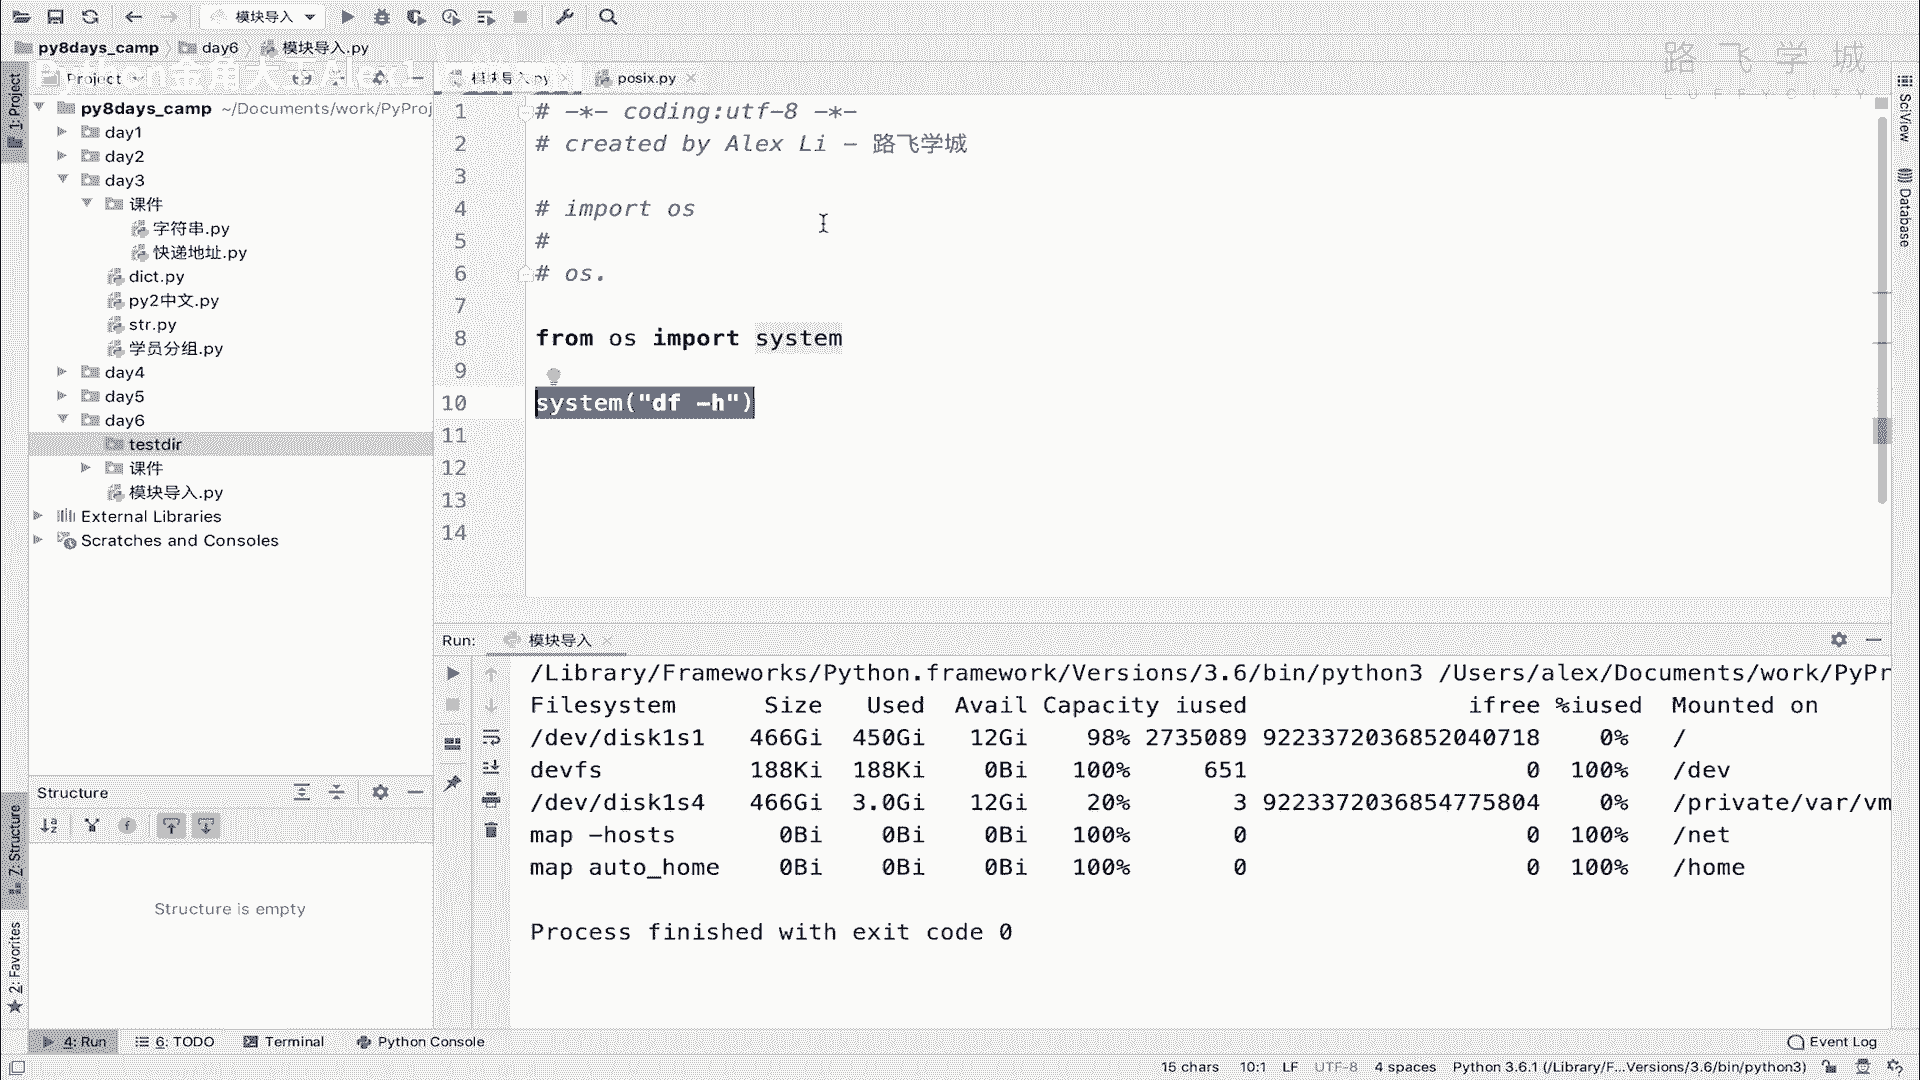 模块导入
py8days_camp day6 模块导入.py
路飞学城
LUFFYCITY
Python金角大王Alex1
Project
模块导入.py posix.py
1: Project
py8days_camp ~/Documents/work/PyProj
day1
day2
day3
课件
字符串.py
快递地址.py
dict.py
py2中文.py
str.py
学员分组.py
day4
day5
day6
testdir
课件
模块导入.py
External Libraries
Scratches and Consoles
1 # -*- coding:utf-8 -*-
2 # created by Alex Li - 路飞学城
3
4 # import os
5 #
6 # os.
7
8 from os import system
9
10 system("df -h")
11
12
13
14
SciView
Database
Structure
Structure is empty
7: Structure
2: Favorites
Run: 模块导入
/Library/Frameworks/Python.framework/Versions/3.6/bin/python3 /Users/alex/Documents/work/PyPr
Filesystem Size Used Avail Capacity iused ifree %iused Mounted on
/dev/disk1s1 466Gi 450Gi 12Gi 98% 2735089 9223372036852040718 0% /
devfs 188Ki 188Ki 0Bi 100% 651 0 100% /dev
/dev/disk1s4 466Gi 3.0Gi 12Gi 20% 3 9223372036854775804 0% /private/var/vm
map -hosts 0Bi 0Bi 0Bi 100% 0 0 100% /net
map auto_home 0Bi 0Bi 0Bi 100% 0 0 100% /home
Process finished with exit code 0
4: Run 6: TODO Terminal Python Console Event Log
15 chars 10:1 LF UTF-8 4 spaces Python 3.6.1 (/Library/F...Versions/3.6/bin/python3)